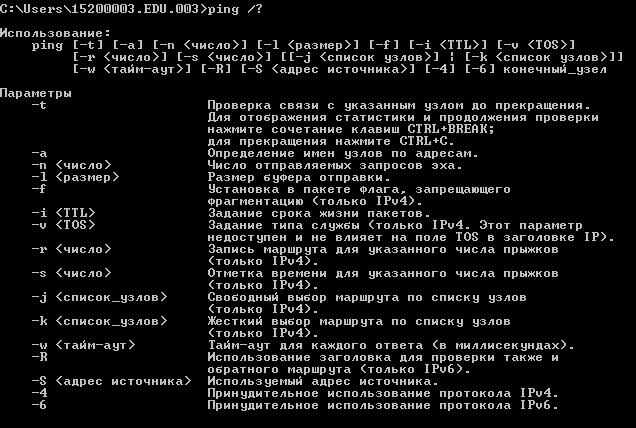 C:\Users\15200003.EDU.003>ping /?
Использование:
ping [-t] [-a] [-n <число>] [-l <размер>] [-f] [-i <TTL>] [-v <TOS>]
[-r <число>] [-s <число>] [[-j <список узлов>] ¦ [-k <список узлов>]]
[-w <тайм-аут>] [-R] [-S <адрес источника>] [-4] [-6] конечный_узел
Параметры
-t Проверка связи с указанным узлом до прекращения.
Для отображения статистики и продолжения проверки
нажмите сочетание клавиш CTRL+BREAK;
для прекращения нажмите CTRL+C.
-a Определение имен узлов по адресам.
-n <число> Число отправляемых запросов эха.
-l <размер> Размер буфера отправки.
-f Установка в пакете флага, запрещающего
фрагментацию (только IPv4).
-i <TTL> Задание срока жизни пакетов.
-v <TOS> Задание типа службы (только IPv4. Этот параметр
недоступен и не влияет на поле TOS в заголовке IP).
-r <число> Запись маршрута для указанного числа прыжков
(только IPv4).
-s <число> Отметка времени для указанного числа прыжков
(только IPv4).
-j <список_узлов> Свободный выбор маршрута по списку узлов
(только IPv4).
-k <список_узлов> Жесткий выбор маршрута по списку узлов
(только IPv4).
-w <тайм-аут> Тайм-аут для каждого ответа (в миллисекундах).
-R Использование заголовка для проверки также и
обратного маршрута (только IPv6).
-S <адрес источника> Используемый адрес источника.
-4 Принудительное использование протокола IPv4.
-6 Принудительное использование протокола IPv6.